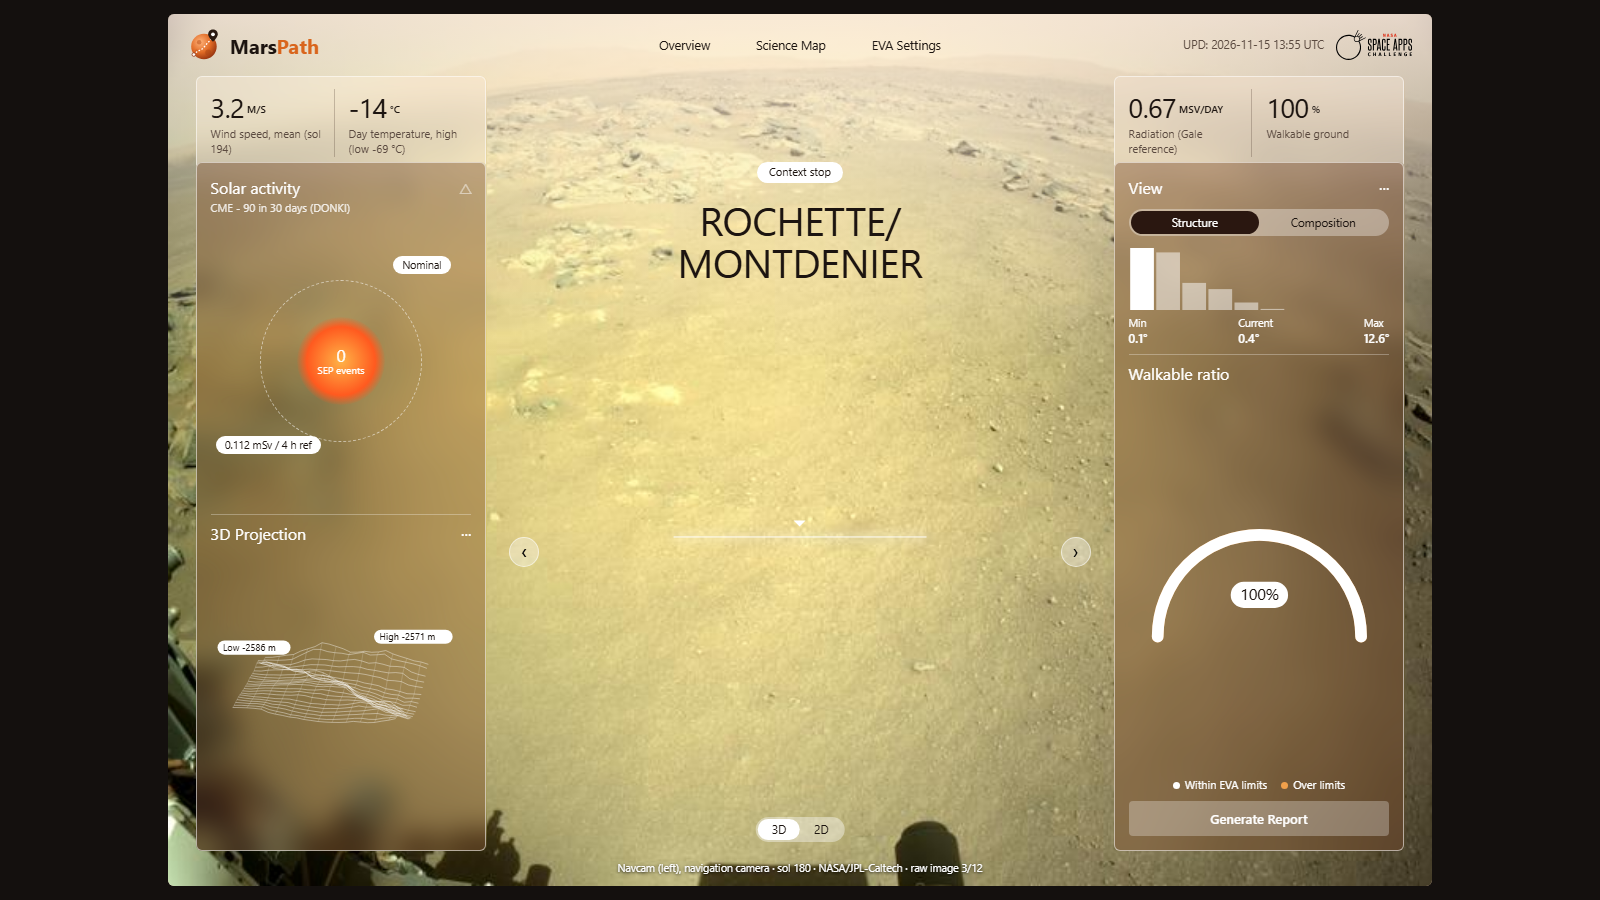 MarsPath
Overview
Science Map
EVA Settings
UPD: 2026-11-15 13:55 UTC
NASA
SPACE APPS
CHALLENGE
3.2 M/S
Wind speed, mean (sol
194)
-14 °C
Day temperature, high
(low -69 °C)
0.67 MSV/DAY
Radiation (Gale
reference)
100 %
Walkable ground
Solar activity
CME - 90 in 30 days (DONKI)
Nominal
0
SEP events
0.112 mSv / 4 h ref
3D Projection
...
Low -2586 m
High -2571 m
Context stop
ROCHETTE/
MONTDENIER
‹
›
3D
2D
Navcam (left), navigation camera · sol 180 · NASA/JPL-Caltech · raw image 3/12
View
...
Structure
Composition
Min
Current
Max
0.1°
0.4°
12.6°
Walkable ratio
100%
Within EVA limits
Over limits
Generate Report